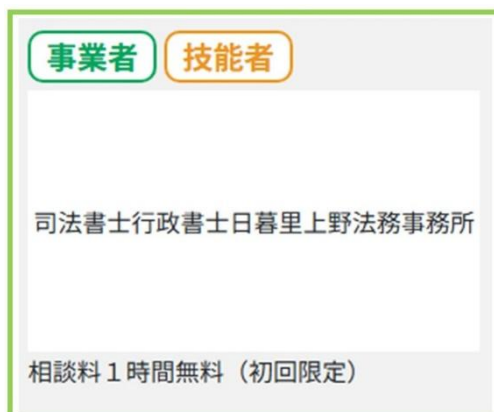 事業者 技能者
司法書士行政書士日暮里上野法務事務所
相談料１時間無料（初回限定）